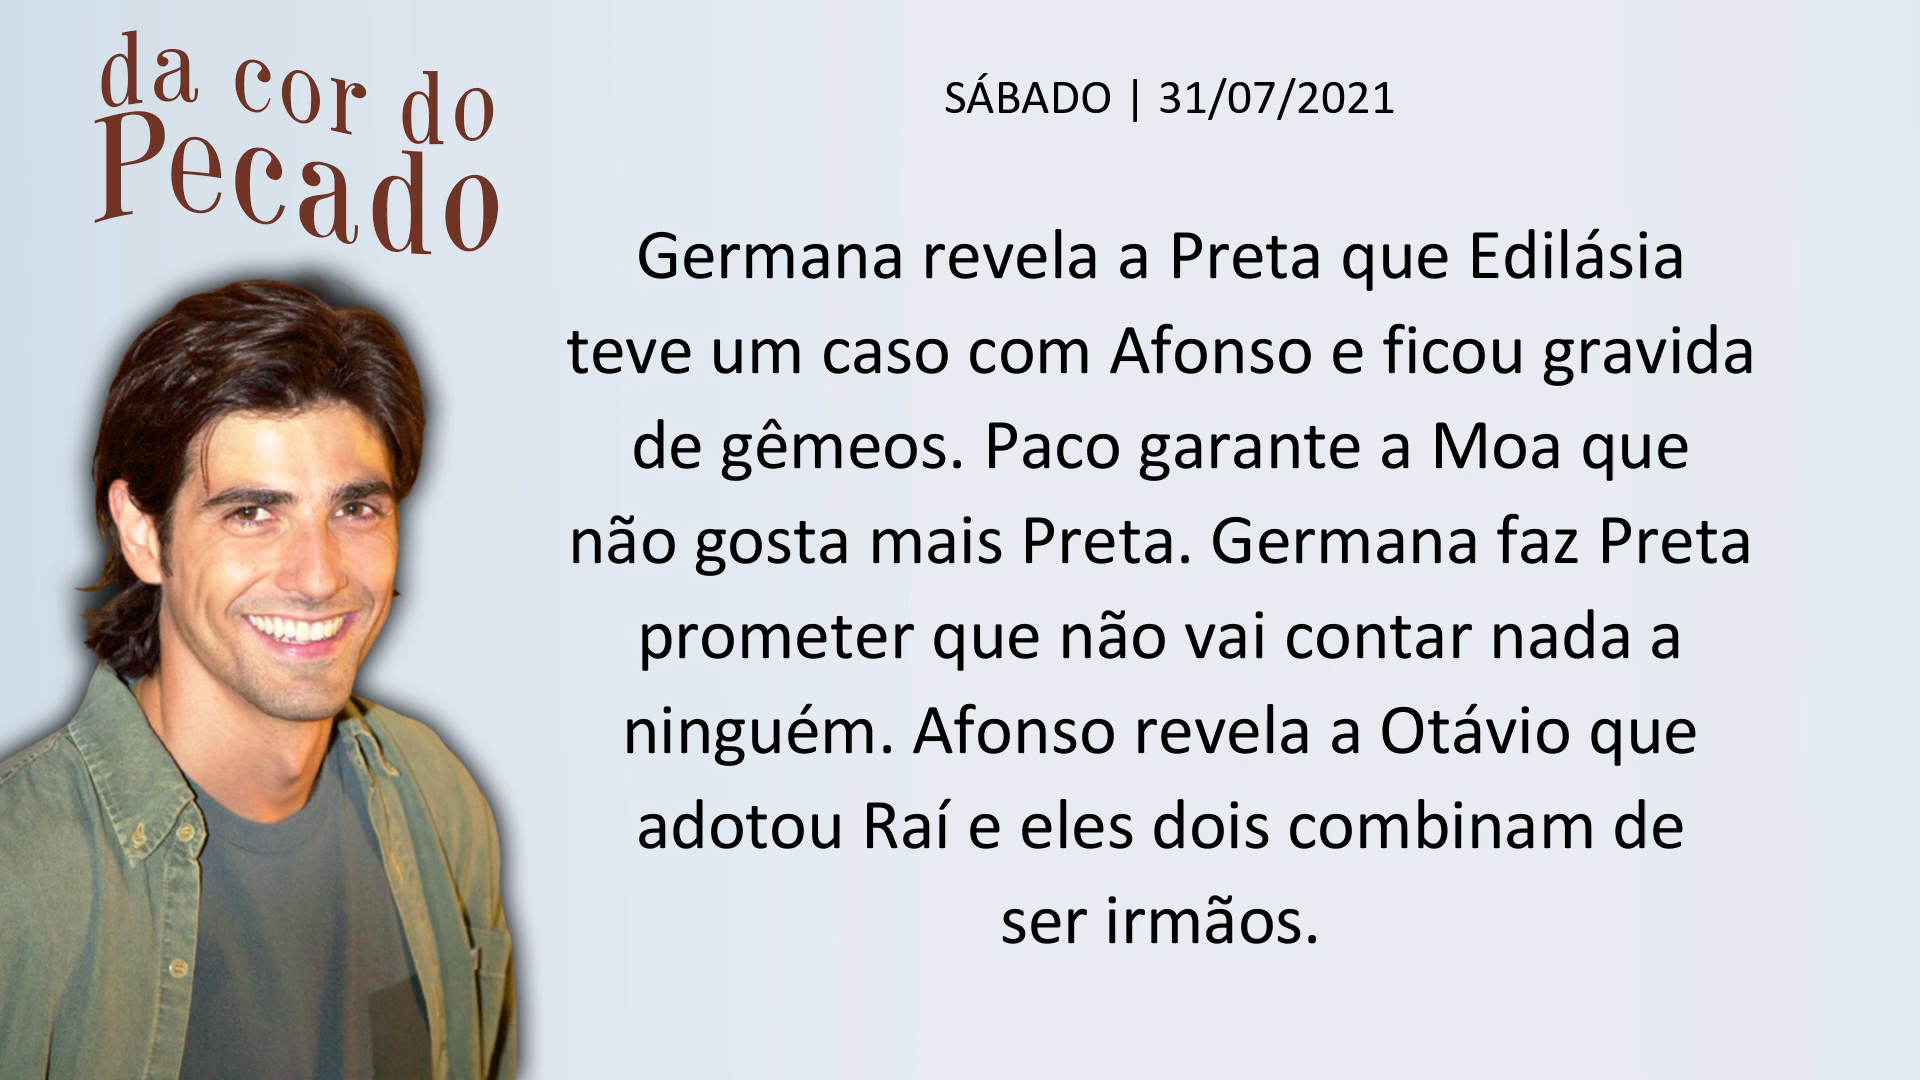 da cor do
Pecado
SÁBADO | 31/07/2021
Germana revela a Preta que Edilásia
teve um caso com Afonso e ficou gravida
de gêmeos. Paco garante a Moa que
não gosta mais Preta. Germana faz Preta
prometer que não vai contar nada a
ninguém. Afonso revela a Otávio que
adotou Raí e eles dois combinam de
ser irmãos.